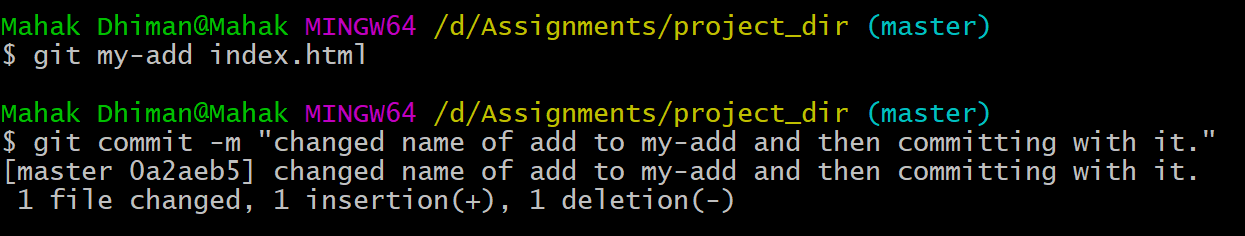 Mahak Dhiman@Mahak MINGW64 /d/Assignments/project_dir (master)
$ git my-add index.html
Mahak Dhiman@Mahak MINGW64 /d/Assignments/project_dir (master)
$ git commit -m "changed name of add to my-add and then committing with it."
[master 0a2aeb5] changed name of add to my-add and then committing with it.
 1 file changed, 1 insertion(+), 1 deletion(-)